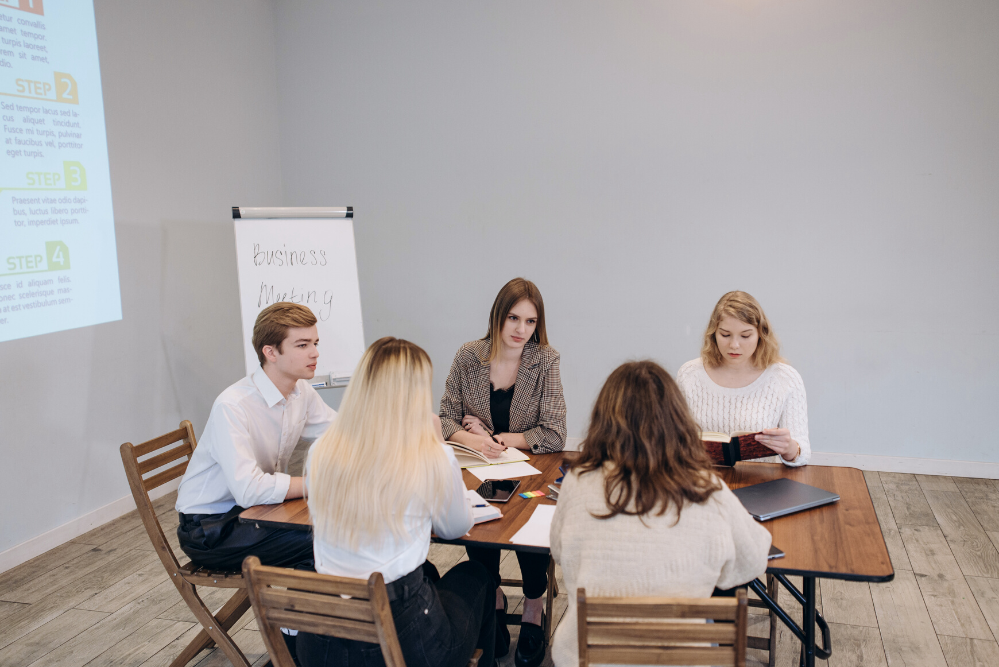 1
etur convallis
amet tempor.
turpis laoreet,
rem sit amet,
dio.
STEP 2
Sed tempor lacus sed la-
cus aliquet tincidunt.
Fusce mi turpis, pulvinar
at faucibus vel, porttitor
eget turpis.
STEP 3
Praesent vitae odio dapi-
bus, luctus libero portti-
tor, imperdiet ipsum.
STEP 4
sce id aliquam felis.
onec scelerisque mas-
a at est vestibulum sem-
er.
Business
Meeting